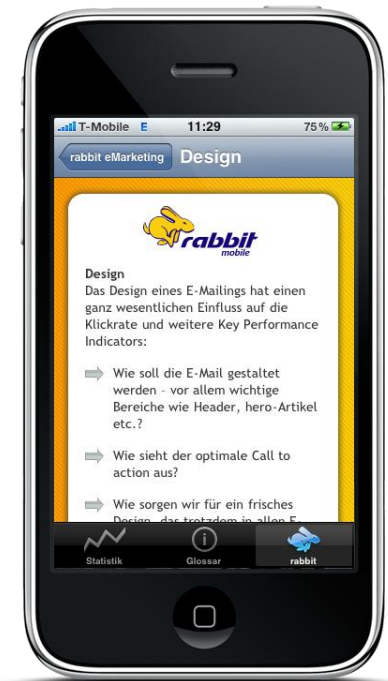 T-Mobile E 11:29 75%
rabbit eMarketing Design
rabbit
mobile
Design
Das Design eines E-Mailings hat einen
ganz wesentlichen Einfluss auf die
Klickrate und weitere Key Performance
Indicators:
Wie soll die E-Mail gestaltet
werden – vor allem wichtige
Bereiche wie Header, hero-Artikel
etc.?
Wie sieht der optimale Call to
action aus?
Wie sorgen wir für ein frisches
Design, das trotzdem in allen E-
Statistik Glossar rabbit